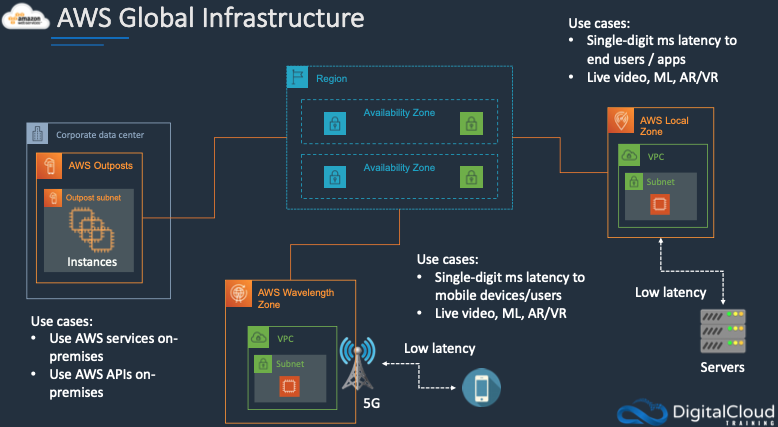 amazon
webservices
AWS Global Infrastructure
Use cases:
• Single-digit ms latency to
end users / apps
• Live video, ML, AR/VR
Region
Availability Zone
Availability Zone
Corporate data center
AWS Outposts
Outpost subnet
Instances
AWS Local
Zone
VPC
Subnet
Use cases:
• Single-digit ms latency to
mobile devices/users
• Live video, ML, AR/VR
AWS Wavelength
Zone
VPC
Subnet
5G
Low latency
Low latency
Servers
Use cases:
• Use AWS services on-
premises
• Use AWS APIs on-
premises
DigitalCloud
TRAINING